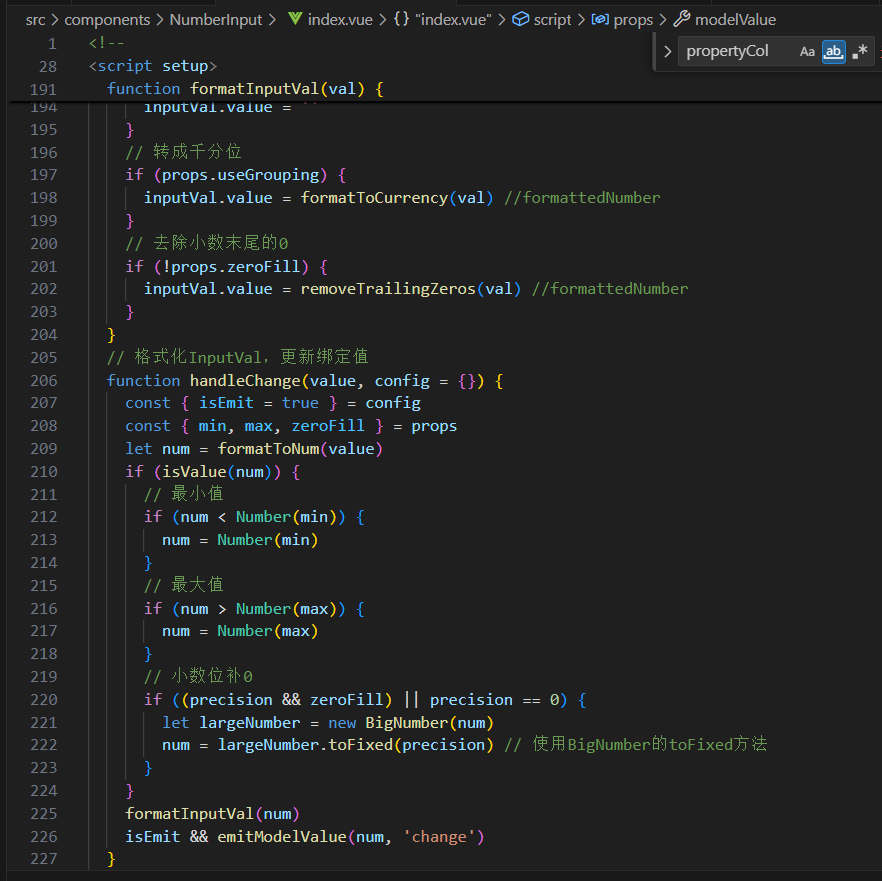 src > components > NumberInput > index.vue > {} "index.vue" > script > props > modelValue
propertyCol Aa ab .*
1 <!--
28 <script setup>
191 function formatInputVal(val) {
194 inputVal.value = ''
195 }
196 // 转成千分位
197 if (props.useGrouping) {
198 inputVal.value = formatToCurrency(val) //formattedNumber
199 }
200 // 去除小数末尾的0
201 if (!props.zeroFill) {
202 inputVal.value = removeTrailingZeros(val) //formattedNumber
203 }
204 }
205 // 格式化InputVal，更新绑定值
206 function handleChange(value, config = {}) {
207 const { isEmit = true } = config
208 const { min, max, zeroFill } = props
209 let num = formatToNum(value)
210 if (isValue(num)) {
211 // 最小值
212 if (num < Number(min)) {
213 num = Number(min)
214 }
215 // 最大值
216 if (num > Number(max)) {
217 num = Number(max)
218 }
219 // 小数位补0
220 if ((precision && zeroFill) || precision == 0) {
221 let largeNumber = new BigNumber(num)
222 num = largeNumber.toFixed(precision) // 使用BigNumber的toFixed方法
223 }
224 }
225 formatInputVal(num)
226 isEmit && emitModelValue(num, 'change')
227 }